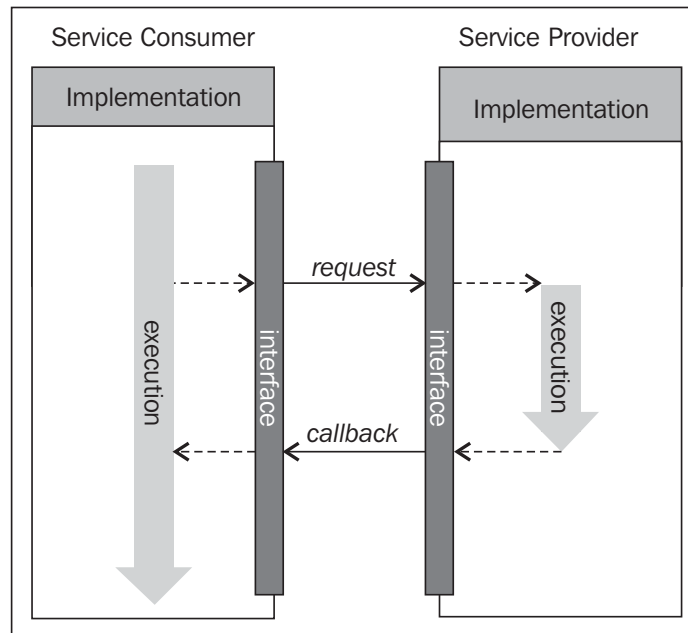 Service Consumer
Service Provider
Implementation
Implementation
request
execution
interface
interface
execution
callback